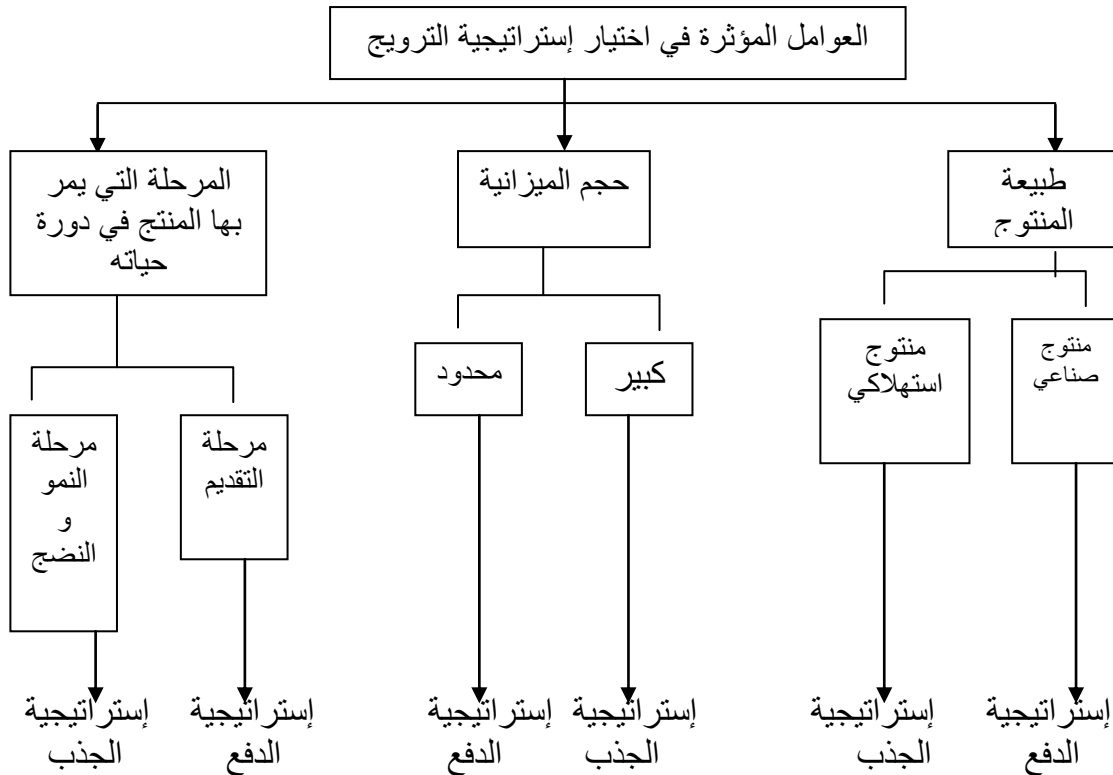 العوامل المؤثرة في اختيار إستراتيجية الترويج
طبيعة
المنتوج
حجم الميزانية
المرحلة التي يمر
بها المنتج في دورة
حياته
منتوج
صناعي
منتوج
استهلاكي
كبير
محدود
مرحلة
التقديم
مرحلة
النمو
و
النضج
إستراتيجية
الدفع
إستراتيجية
الجذب
إستراتيجية
الجذب
إستراتيجية
الدفع
إستراتيجية
الدفع
إستراتيجية
الجذب